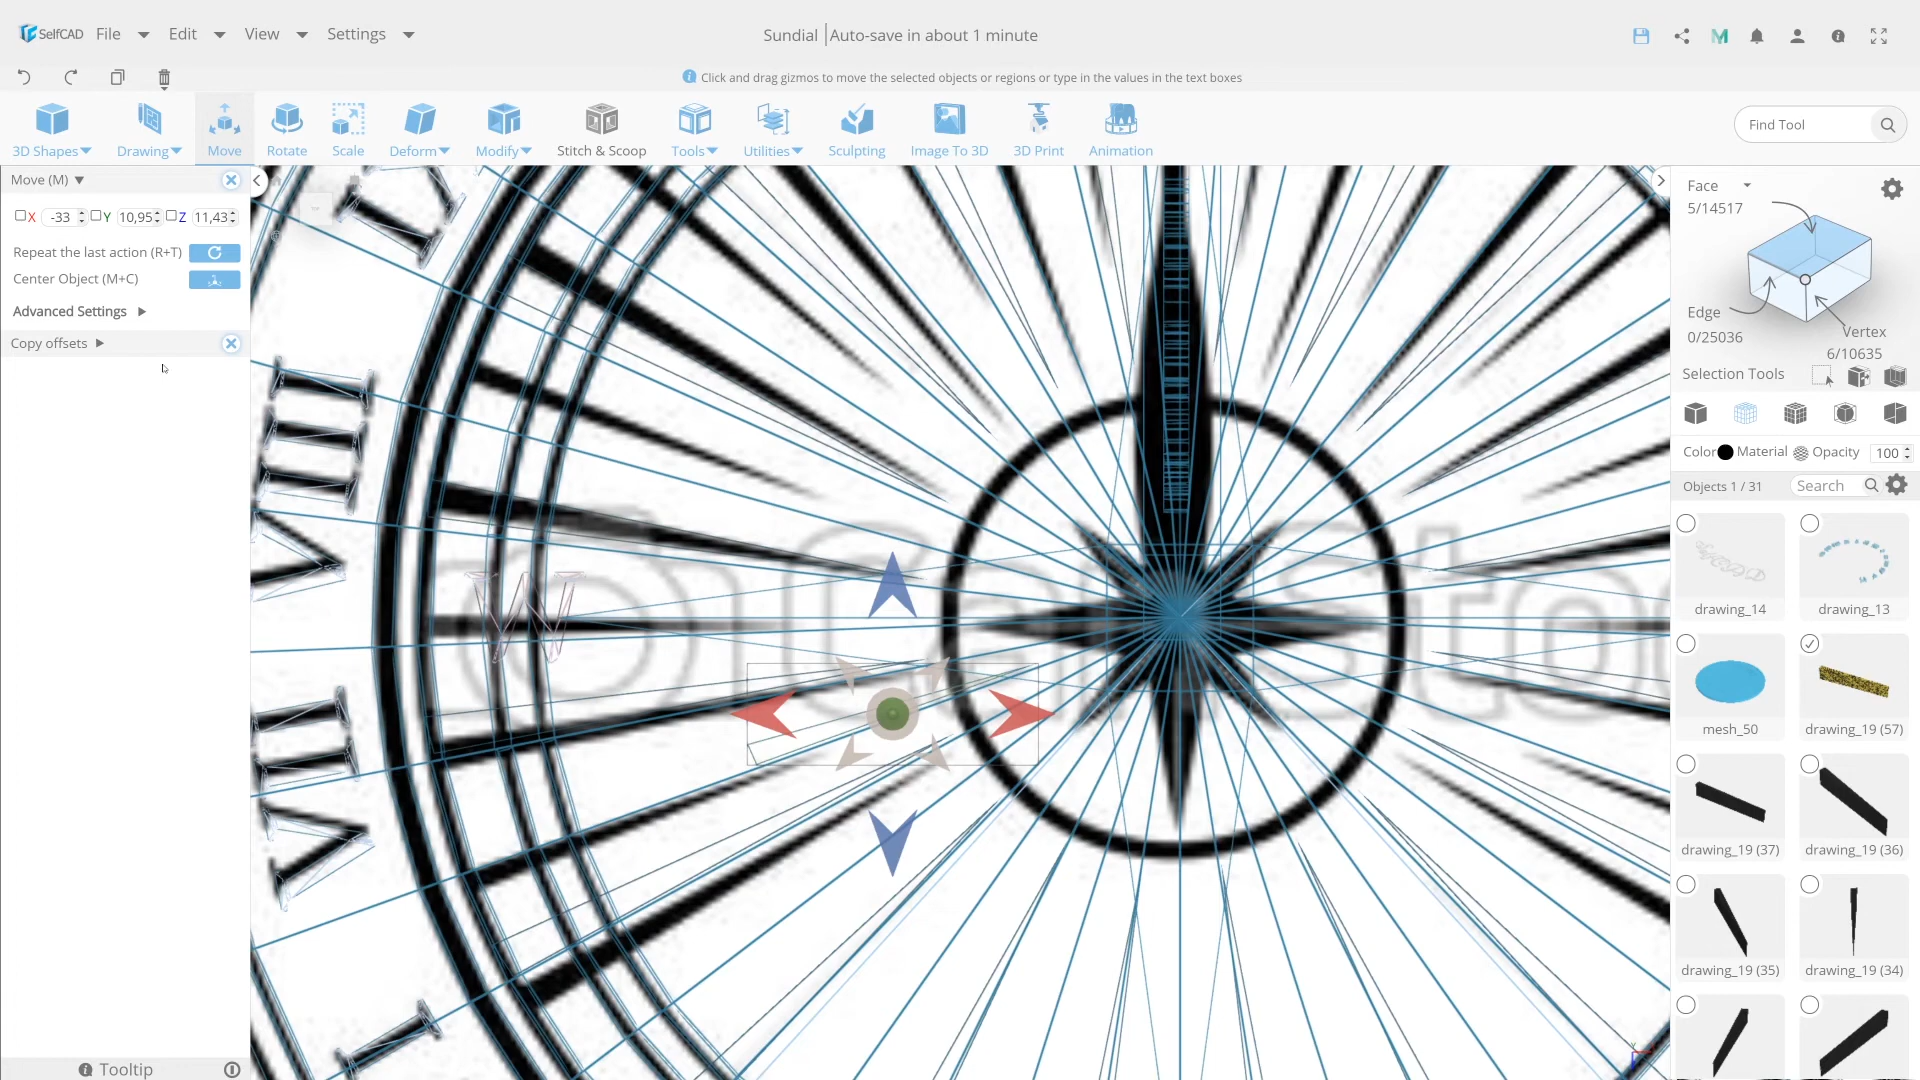 SelfCAD File Edit View Settings
Sundial |Auto-save in about 1 minute
Click and drag gizmos to move the selected objects or regions or type in the values in the text boxes
3D Shapes Drawing Move Rotate Scale Deform Modify Stitch & Scoop Tools Utilities Sculpting Image To 3D 3D Print Animation
Find Tool
Move (M)
X -33 Y 10,95 Z 11,43
Repeat the last action (R+T)
Center Object (M+C)
Advanced Settings
Copy offsets
Tooltip
W
Face
5/14517
Edge
0/25036
Vertex
6/10635
Selection Tools
Color Material Opacity 100
Objects 1 / 31 Search
drawing_14 drawing_13
mesh_50 drawing_19 (57)
drawing_19 (37) drawing_19 (36)
drawing_19 (35) drawing_19 (34)